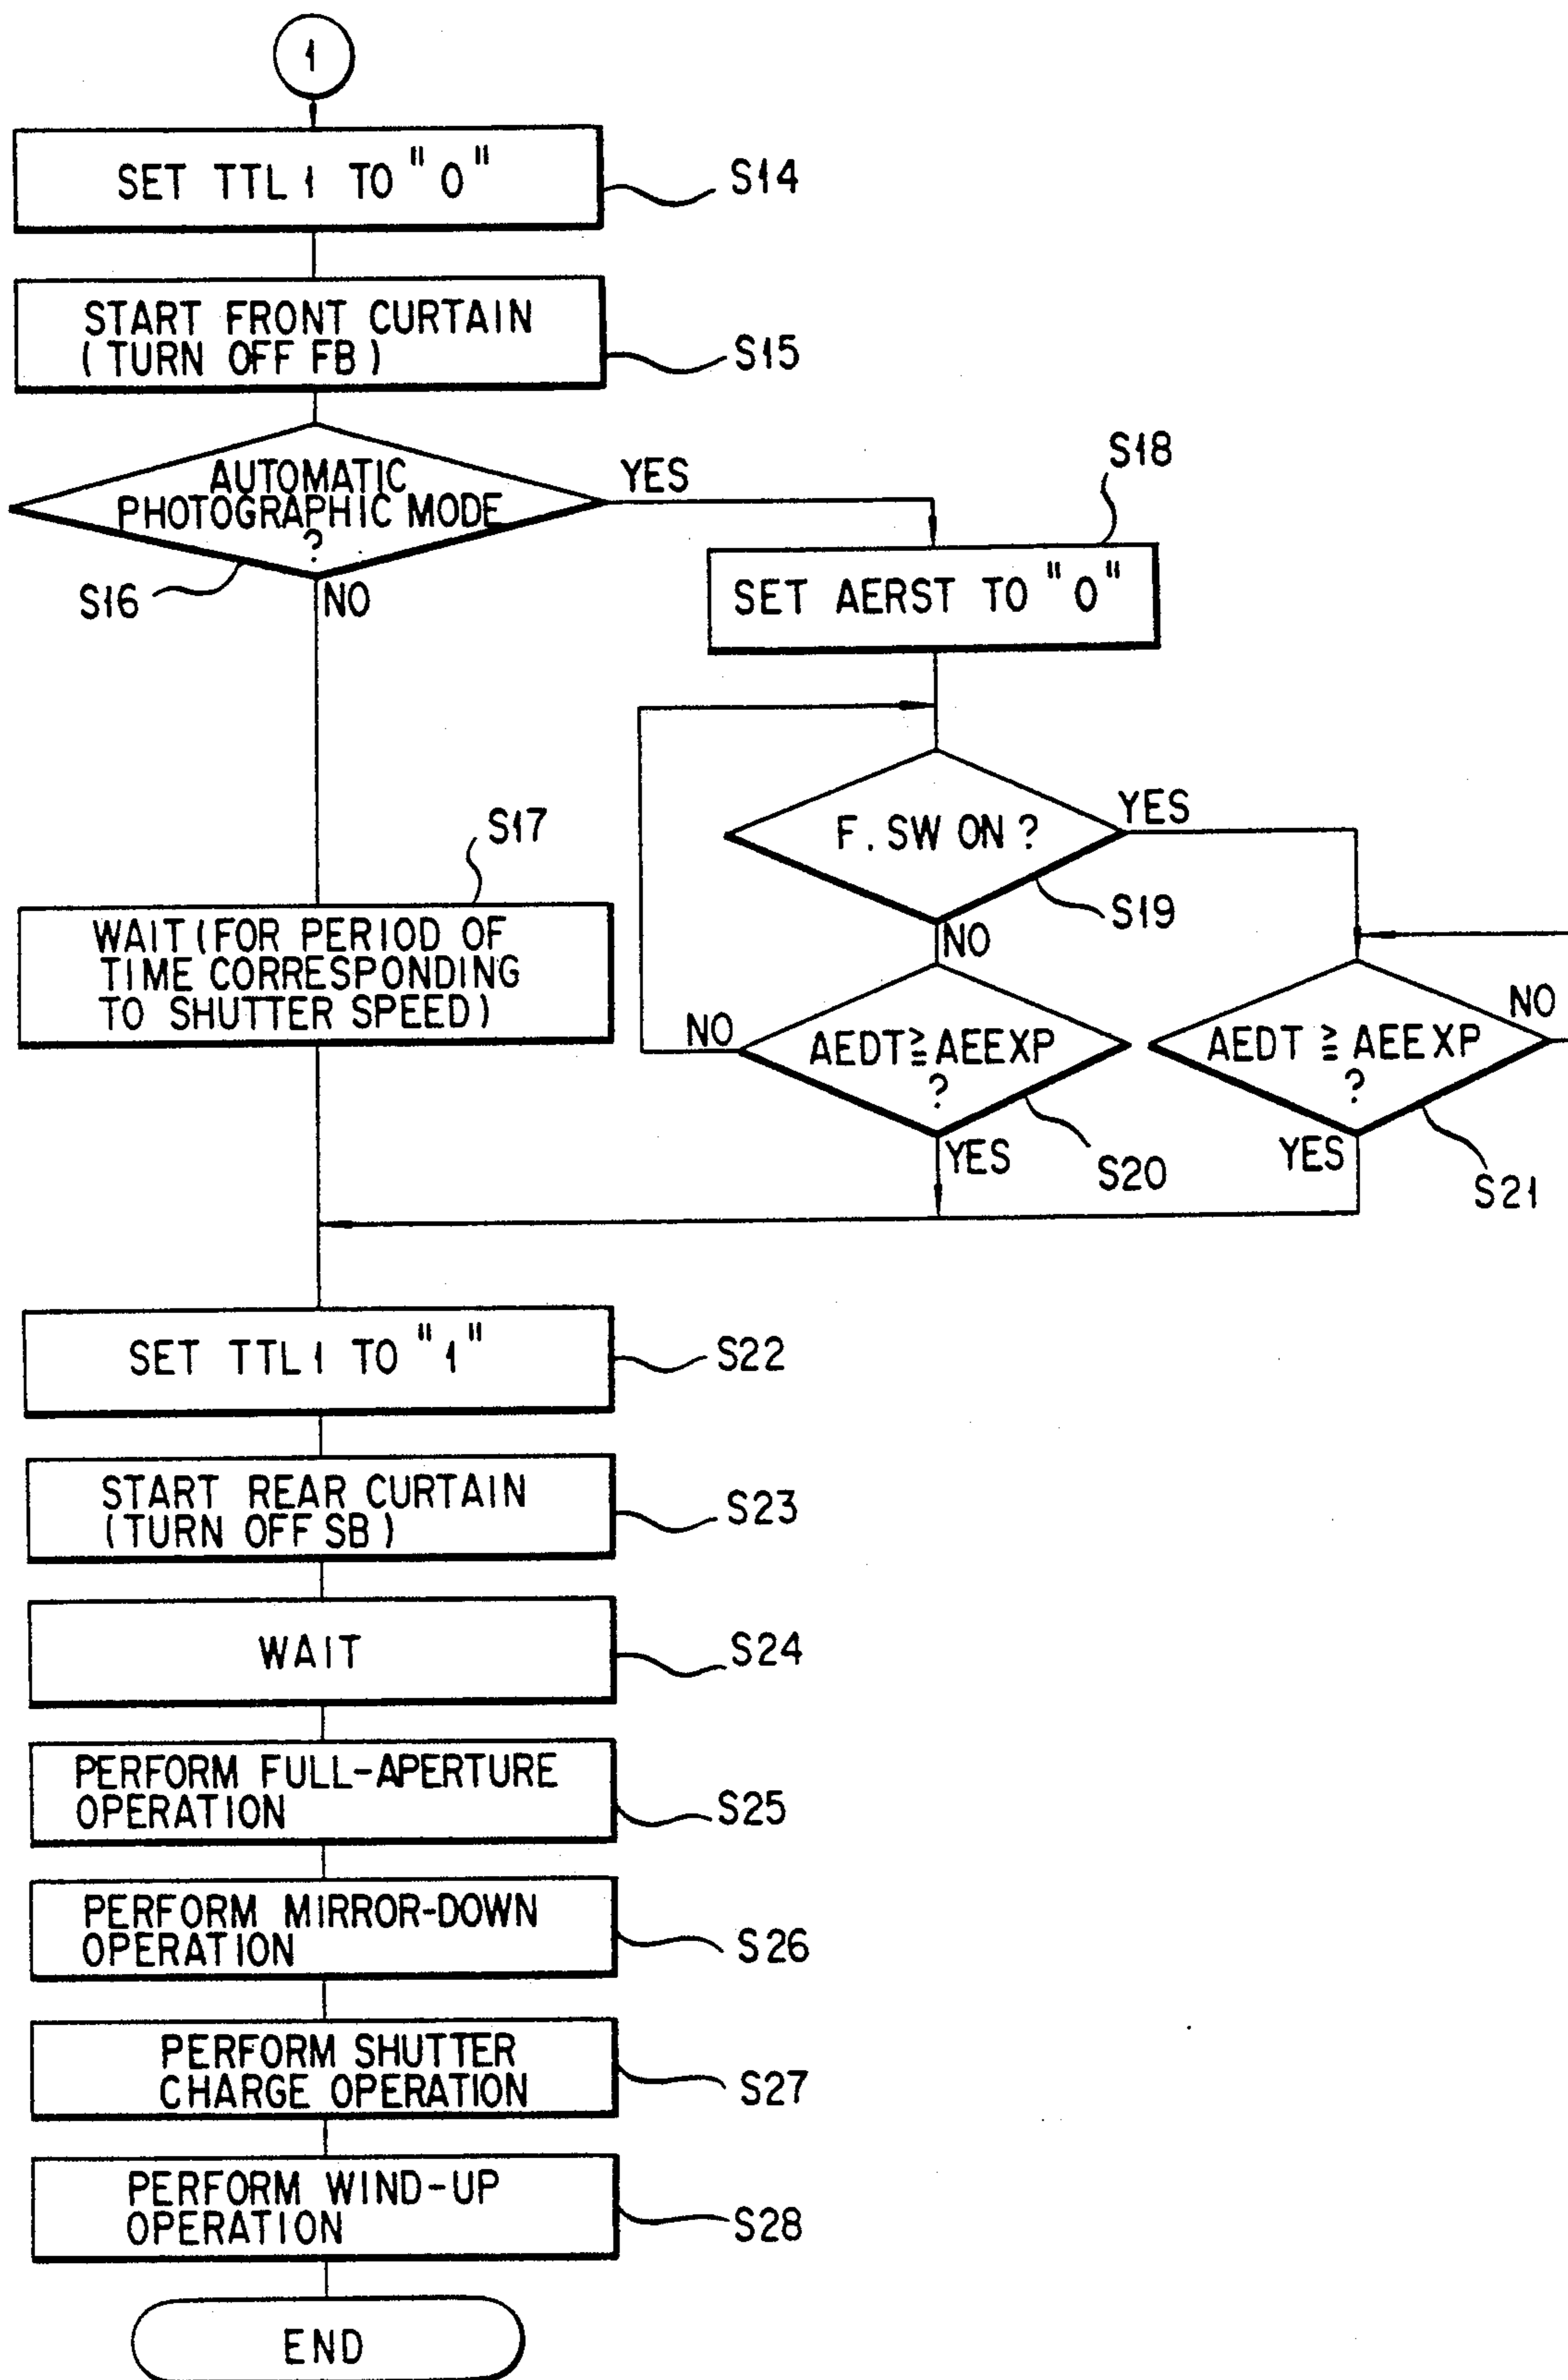 1
SET TTL1 TO "0"
S14
START FRONT CURTAIN
(TURN OFF FB)
S15
AUTOMATIC
PHOTOGRAPHIC MODE
?
YES
S16
NO
S18
SET AERST TO "0"
F. SW ON ?
YES
S19
NO
S17
WAIT (FOR PERIOD OF
TIME CORRESPONDING
TO SHUTTER SPEED)
AEDT ≧ AEEXP
?
NO
YES
S20
AEDT ≧ AEEXP
?
NO
YES
S21
SET TTL1 TO "1"
S22
START REAR CURTAIN
(TURN OFF SB)
S23
WAIT
S24
PERFORM FULL-APERTURE
OPERATION
S25
PERFORM MIRROR-DOWN
OPERATION
S26
PERFORM SHUTTER
CHARGE OPERATION
S27
PERFORM WIND-UP
OPERATION
S28
END